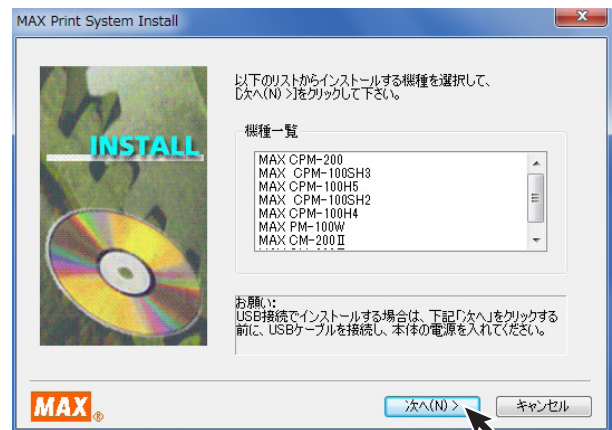 MAX Print System Install
INSTALL
以下のリストからインストールする機種を選択して、
[次へ(N) >]をクリックして下さい。
機種一覧
MAX CPM-200
MAX CPM-100SH3
MAX CPM-100H5
MAX CPM-100SH2
MAX CPM-100H4
MAX PM-100W
MAX CM-200Ⅱ
お願い:
USB接続でインストールする場合は、下記「次へ」をクリックする
前に、USBケーブルを接続し、本体の電源を入れてください。
MAX®
次へ(N) >
キャンセル